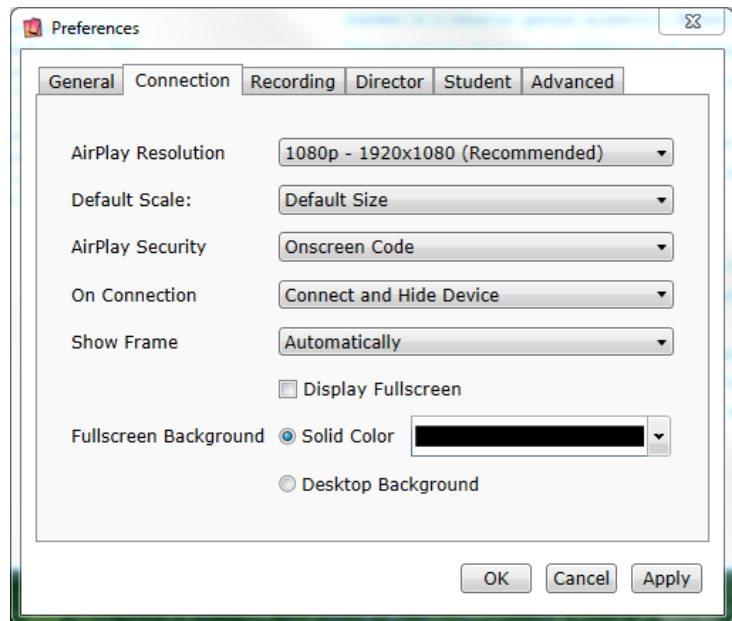 Preferences
General Connection Recording Director Student Advanced
AirPlay Resolution 1080p - 1920x1080 (Recommended)
Default Scale: Default Size
AirPlay Security Onscreen Code
On Connection Connect and Hide Device
Show Frame Automatically
Display Fullscreen
Fullscreen Background Solid Color
Desktop Background
OK Cancel Apply